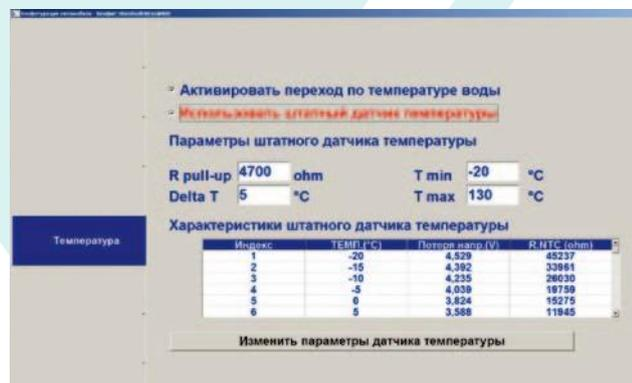 Активировать переход по температуре воды
Использовать штатный датчик температуры
Параметры штатного датчика температуры
R pull-up 4700 ohm T min -20 °C
Delta T 5 °C T max 130 °C
Температура
Характеристики штатного датчика температуры
Индекс ТЕМП.(°C) Потеря напр.(V) R.NTC (ohm)
1 -20 4,529 45237
2 -15 4,392 33961
3 -10 4,235 26030
4 -5 4,039 19759
5 0 3,824 15275
6 5 3,588 11945
Изменить параметры датчика температуры